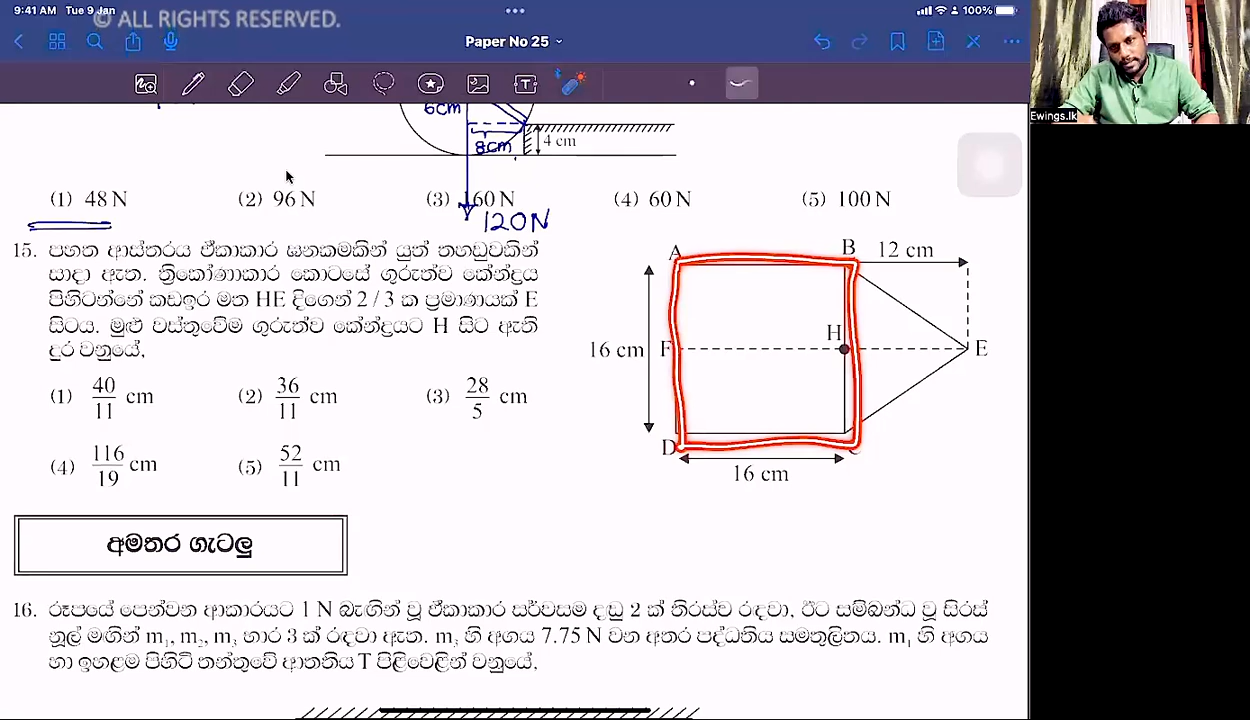 9:41 AM Tue 9 Jan
© ALL RIGHTS RESERVED.
100%
Paper No 25
Ewings.lk
6cm
8cm
4 cm
(1) 48 N (2) 96 N (3) 160 N (4) 60 N (5) 100 N
120N
15. පහත ආස්තරය ඒකාකාර ඝනකමකින් යුත් තහඩුවකින්
සාදා ඇත. ත්‍රිකෝණාකාර කොටසේ ගුරුත්ව කේන්ද්‍රය
පිහිටන්නේ කඩඉර මත HE දිගෙන් 2 / 3 ක ප්‍රමාණයක් E
සිටය. මුළු වස්තුවේම ගුරුත්ව කේන්ද්‍රයට H සිට ඇති
දුර වනුයේ,
A B 12 cm
H
16 cm F E
D C
16 cm
(1) 40/11 cm (2) 36/11 cm (3) 28/5 cm
(4) 116/19 cm (5) 52/11 cm
අමතර ගැටලු
16. රූපයේ පෙන්වන ආකාරයට 1 N බැගින් වූ ඒකාකාර සර්වසම දඬු 2 ක් තිරස්ව රඳවා, ඊට සම්බන්ධ වූ සිරස්
නූල් මඟින් m₁, m₂, m₃ භාර 3 ක් රඳවා ඇත. m₃ හි අගය 7.75 N වන අතර පද්ධතිය සමතුලිතය. m₁ හි අගය
හා ඉහළම පිහිටි තන්තුවේ ආතතිය T පිළිවෙළින් වනුයේ,